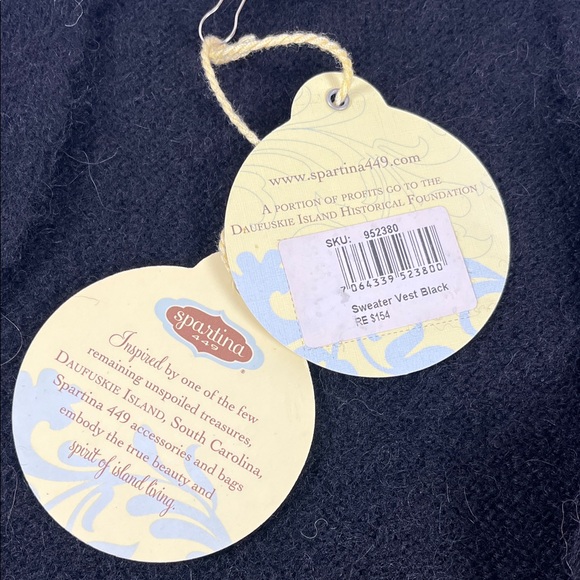 www.spartina449.com
A PORTION OF PROFITS GO TO THE
DAUFUSKIE ISLAND HISTORICAL FOUNDATION
SKU: 952380
7 064339 523800
Sweater Vest Black
RE $154
spartina
449
Inspired by one of the few
remaining unspoiled treasures,
DAUFUSKIE ISLAND, South Carolina,
Spartina 449 accessories and bags
embody the true beauty and
spirit of island living.